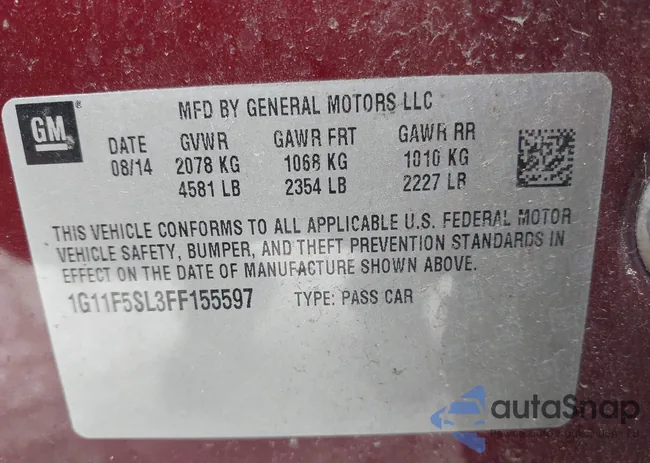 GM
®
MFD BY GENERAL MOTORS LLC
DATE GVWR GAWR FRT GAWR RR
08/14 2078 KG 1068 KG 1010 KG
4581 LB 2354 LB 2227 LB
THIS VEHICLE CONFORMS TO ALL APPLICABLE U.S. FEDERAL MOTOR
VEHICLE SAFETY, BUMPER, AND THEFT PREVENTION STANDARDS IN
EFFECT ON THE DATE OF MANUFACTURE SHOWN ABOVE.
1G11F5SL3FF155597 TYPE: PASS CAR
autoSnap